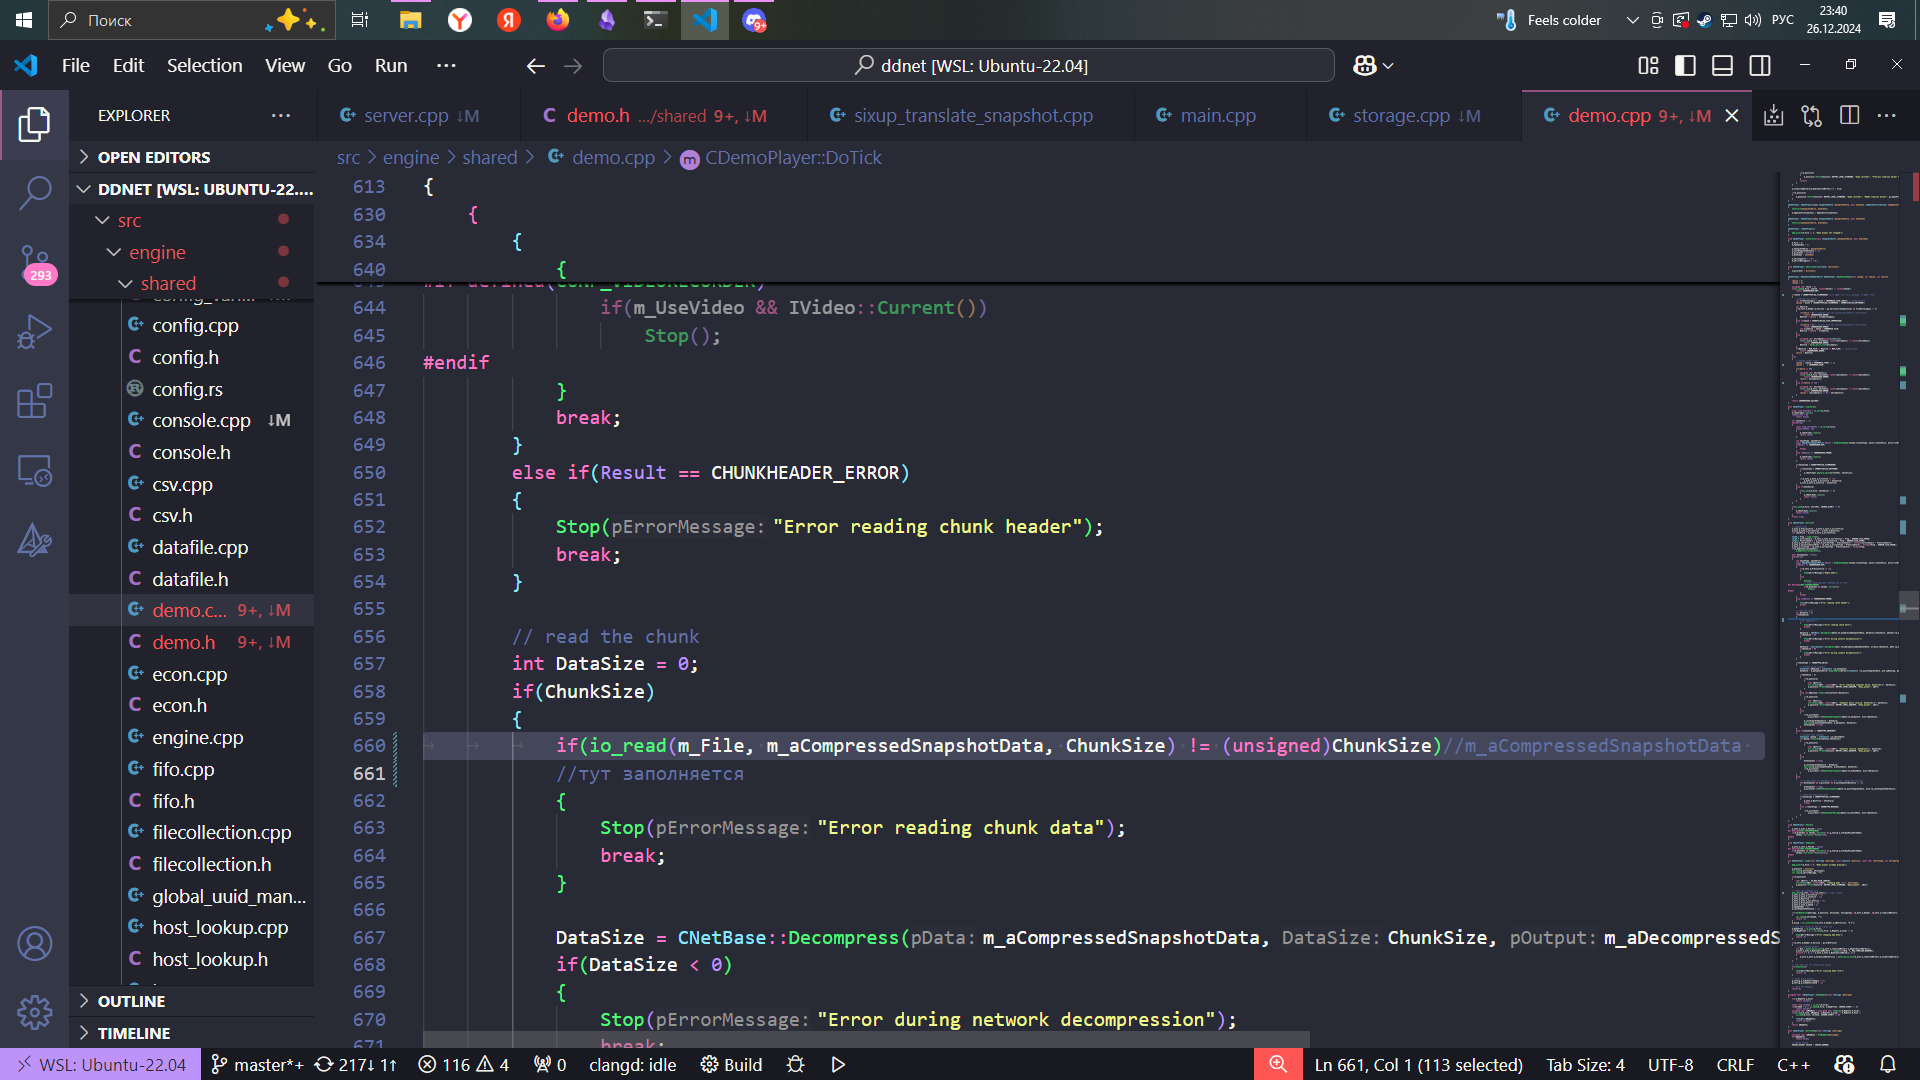 Поиск
9+
Feels colder
РУС
23:40
26.12.2024
File Edit Selection View Go Run ···
ddnet [WSL: Ubuntu-22.04]
EXPLORER ···
server.cpp ↓M
demo.h .../shared 9+, ↓M
sixup_translate_snapshot.cpp
main.cpp
storage.cpp ↓M
demo.cpp 9+, ↓M
OPEN EDITORS
DDNET [WSL: UBUNTU-22....
src
engine
shared
293
config.cpp
config.h
config.rs
console.cpp ↓M
console.h
csv.cpp
csv.h
datafile.cpp
datafile.h
demo.c... 9+, ↓M
demo.h 9+, ↓M
econ.cpp
econ.h
engine.cpp
fifo.cpp
fifo.h
filecollection.cpp
filecollection.h
global_uuid_man...
host_lookup.cpp
host_lookup.h
OUTLINE
TIMELINE
src > engine > shared > demo.cpp > CDemoPlayer::DoTick
613 {
630 {
634 {
640 {
#if defined(CONF_VIDEORECORDER)
644 if(m_UseVideo && IVideo::Current())
645 Stop();
646 #endif
647 }
648 break;
649 }
650 else if(Result == CHUNKHEADER_ERROR)
651 {
652 Stop(pErrorMessage: "Error reading chunk header");
653 break;
654 }
655
656 // read the chunk
657 int DataSize = 0;
658 if(ChunkSize)
659 {
660 if(io_read(m_File, m_aCompressedSnapshotData, ChunkSize) != (unsigned)ChunkSize)//m_aCompressedSnapshotData
661 //тут заполняется
662 {
663 Stop(pErrorMessage: "Error reading chunk data");
664 break;
665 }
666
667 DataSize = CNetBase::Decompress(pData: m_aCompressedSnapshotData, DataSize: ChunkSize, pOutput: m_aDecompressedS
668 if(DataSize < 0)
669 {
670 Stop(pErrorMessage: "Error during network decompression");
671 break;
WSL: Ubuntu-22.04 master*+ 217↓ 1↑ 116 4 0 clangd: idle Build Ln 661, Col 1 (113 selected) Tab Size: 4 UTF-8 CRLF C++